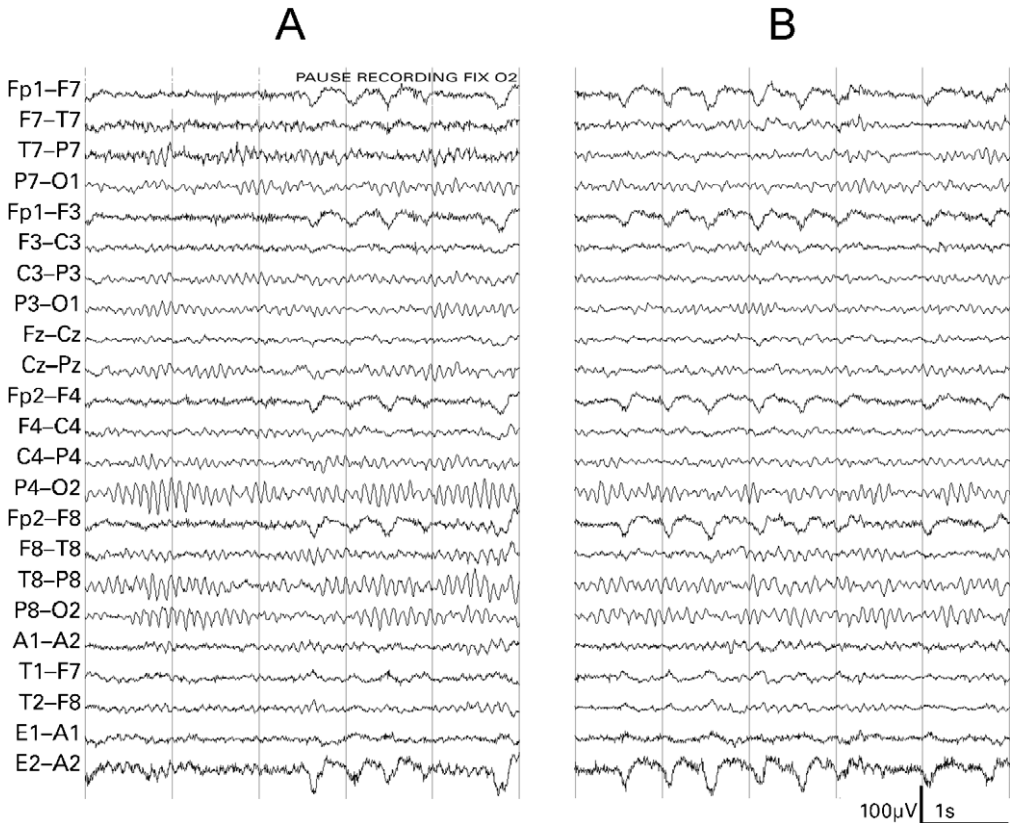 A B
PAUSE RECORDING FIX O2
Fp1–F7
F7–T7
T7–P7
P7–O1
Fp1–F3
F3–C3
C3–P3
P3–O1
Fz–Cz
Cz–Pz
Fp2–F4
F4–C4
C4–P4
P4–O2
Fp2–F8
F8–T8
T8–P8
P8–O2
A1–A2
T1–F7
T2–F8
E1–A1
E2–A2
100μV 1s